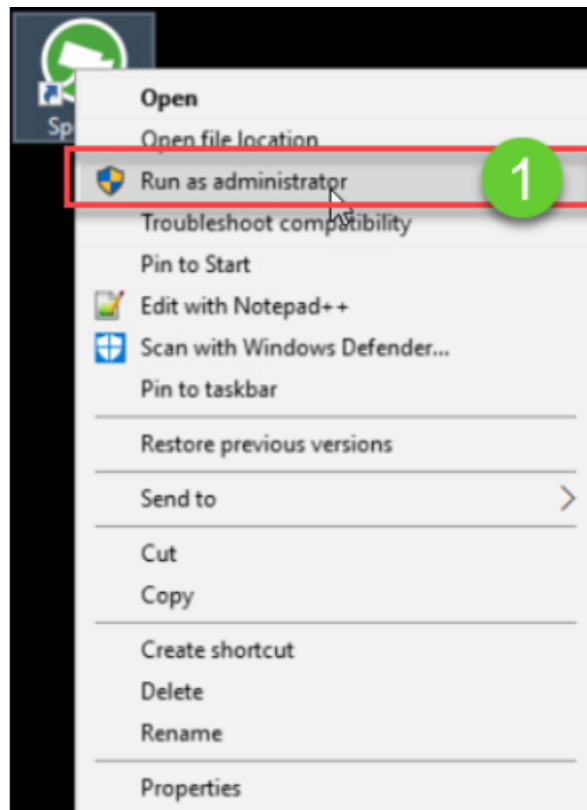 Sp
Open
Open file location
Run as administrator
1
Troubleshoot compatibility
Pin to Start
Edit with Notepad++
Scan with Windows Defender...
Pin to taskbar
Restore previous versions
Send to
Cut
Copy
Create shortcut
Delete
Rename
Properties